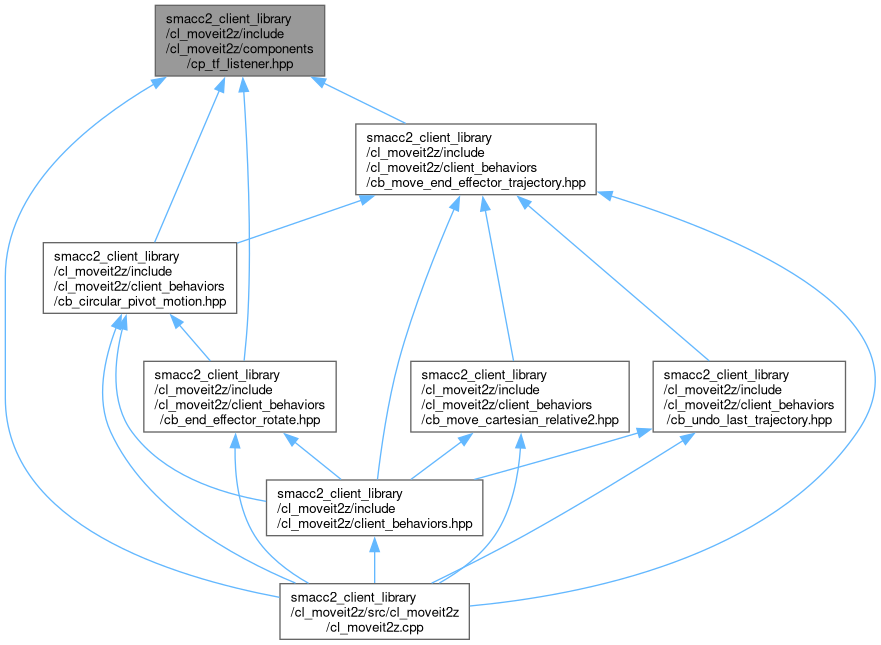 smacc2_client_library
/cl_moveit2z/include
/cl_moveit2z/components
/cp_tf_listener.hpp
smacc2_client_library
/cl_moveit2z/include
/cl_moveit2z/client_behaviors
/cb_move_end_effector_trajectory.hpp
smacc2_client_library
/cl_moveit2z/include
/cl_moveit2z/client_behaviors
/cb_circular_pivot_motion.hpp
smacc2_client_library
/cl_moveit2z/include
/cl_moveit2z/client_behaviors
/cb_end_effector_rotate.hpp
smacc2_client_library
/cl_moveit2z/include
/cl_moveit2z/client_behaviors
/cb_move_cartesian_relative2.hpp
smacc2_client_library
/cl_moveit2z/include
/cl_moveit2z/client_behaviors
/cb_undo_last_trajectory.hpp
smacc2_client_library
/cl_moveit2z/include
/cl_moveit2z/client_behaviors.hpp
smacc2_client_library
/cl_moveit2z/src/cl_moveit2z
/cl_moveit2z.cpp